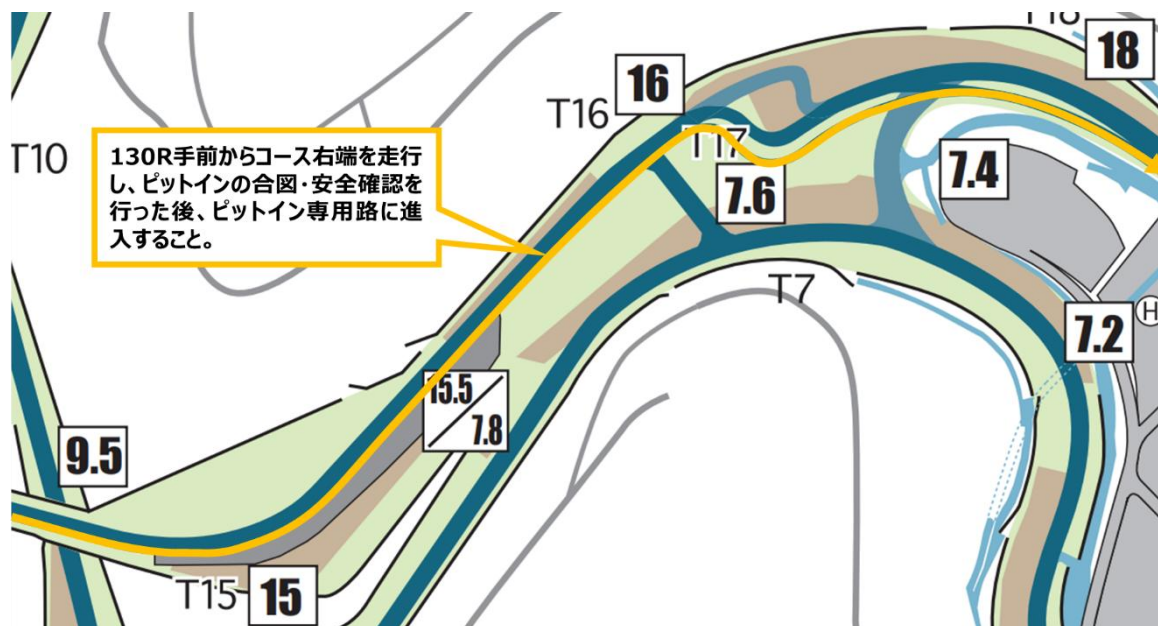 T18
18
16
T16
T17
T10
130R手前からコース右端を走行
し、ピットインの合図・安全確認を
行った後、ピットイン専用路に進
入すること。
7.6
7.4
T7
7.2
H
15.5
7.8
9.5
T15
15